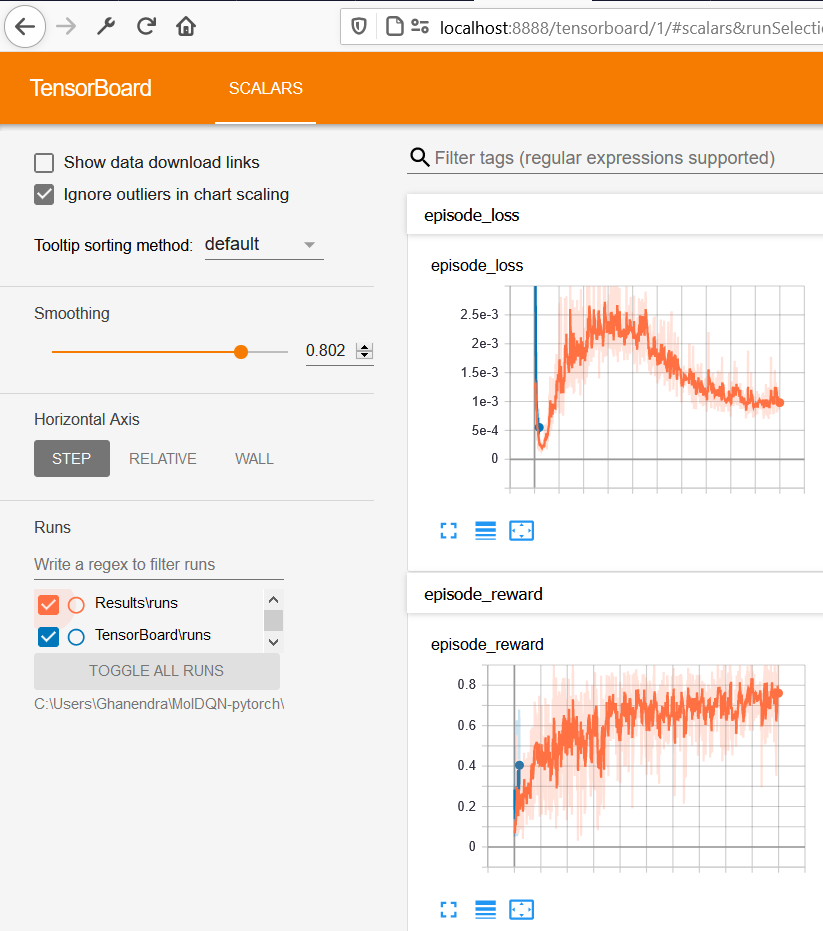 localhost:8888/tensorboard/1/#scalars&runSelecti
TensorBoard
SCALARS
Show data download links
Ignore outliers in chart scaling
Tooltip sorting method: default
Smoothing
0.802
Horizontal Axis
STEP RELATIVE WALL
Runs
Write a regex to filter runs
Results\runs
TensorBoard\runs
TOGGLE ALL RUNS
C:\Users\Ghanendra\MolDQN-pytorch\
Filter tags (regular expressions supported)
episode_loss
episode_loss
2.5e-3
2e-3
1.5e-3
1e-3
5e-4
0
episode_reward
episode_reward
0.8
0.6
0.4
0.2
0